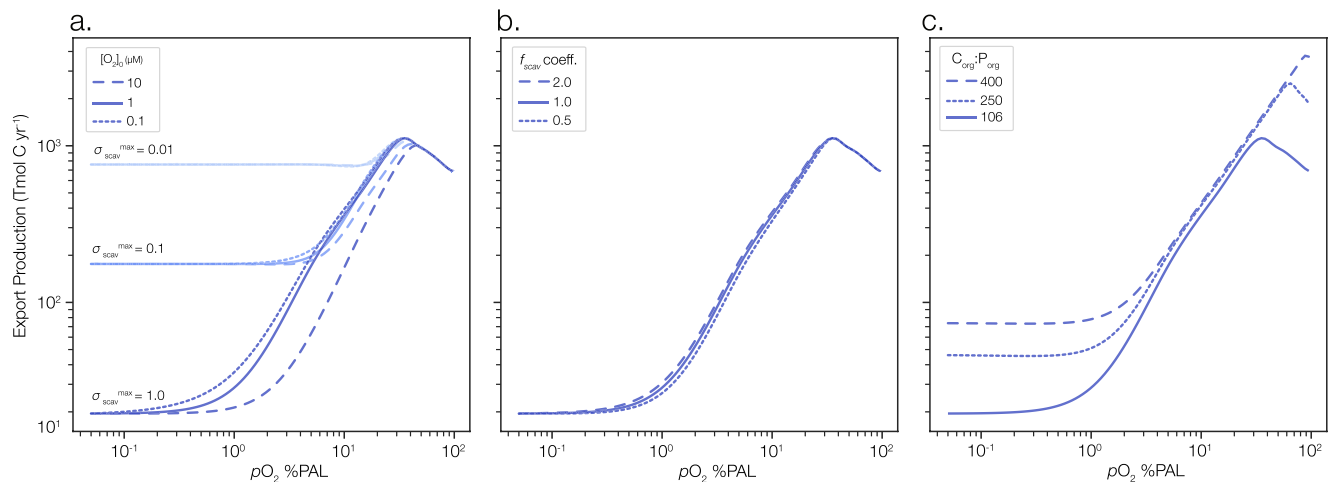 a.
[O₂]₀ (µM)
10
1
0.1
σscavᵐᵃˣ = 0.01
σscavᵐᵃˣ = 0.1
σscavᵐᵃˣ = 1.0
Export Production (Tmol C yr⁻¹)
10³
10²
10¹
10⁻¹ 10⁰ 10¹ 10²
pO₂ %PAL
b.
fscav coeff.
2.0
1.0
0.5
10⁻¹ 10⁰ 10¹ 10²
pO₂ %PAL
c.
Corg:Porg
400
250
106
10⁻¹ 10⁰ 10¹ 10²
pO₂ %PAL